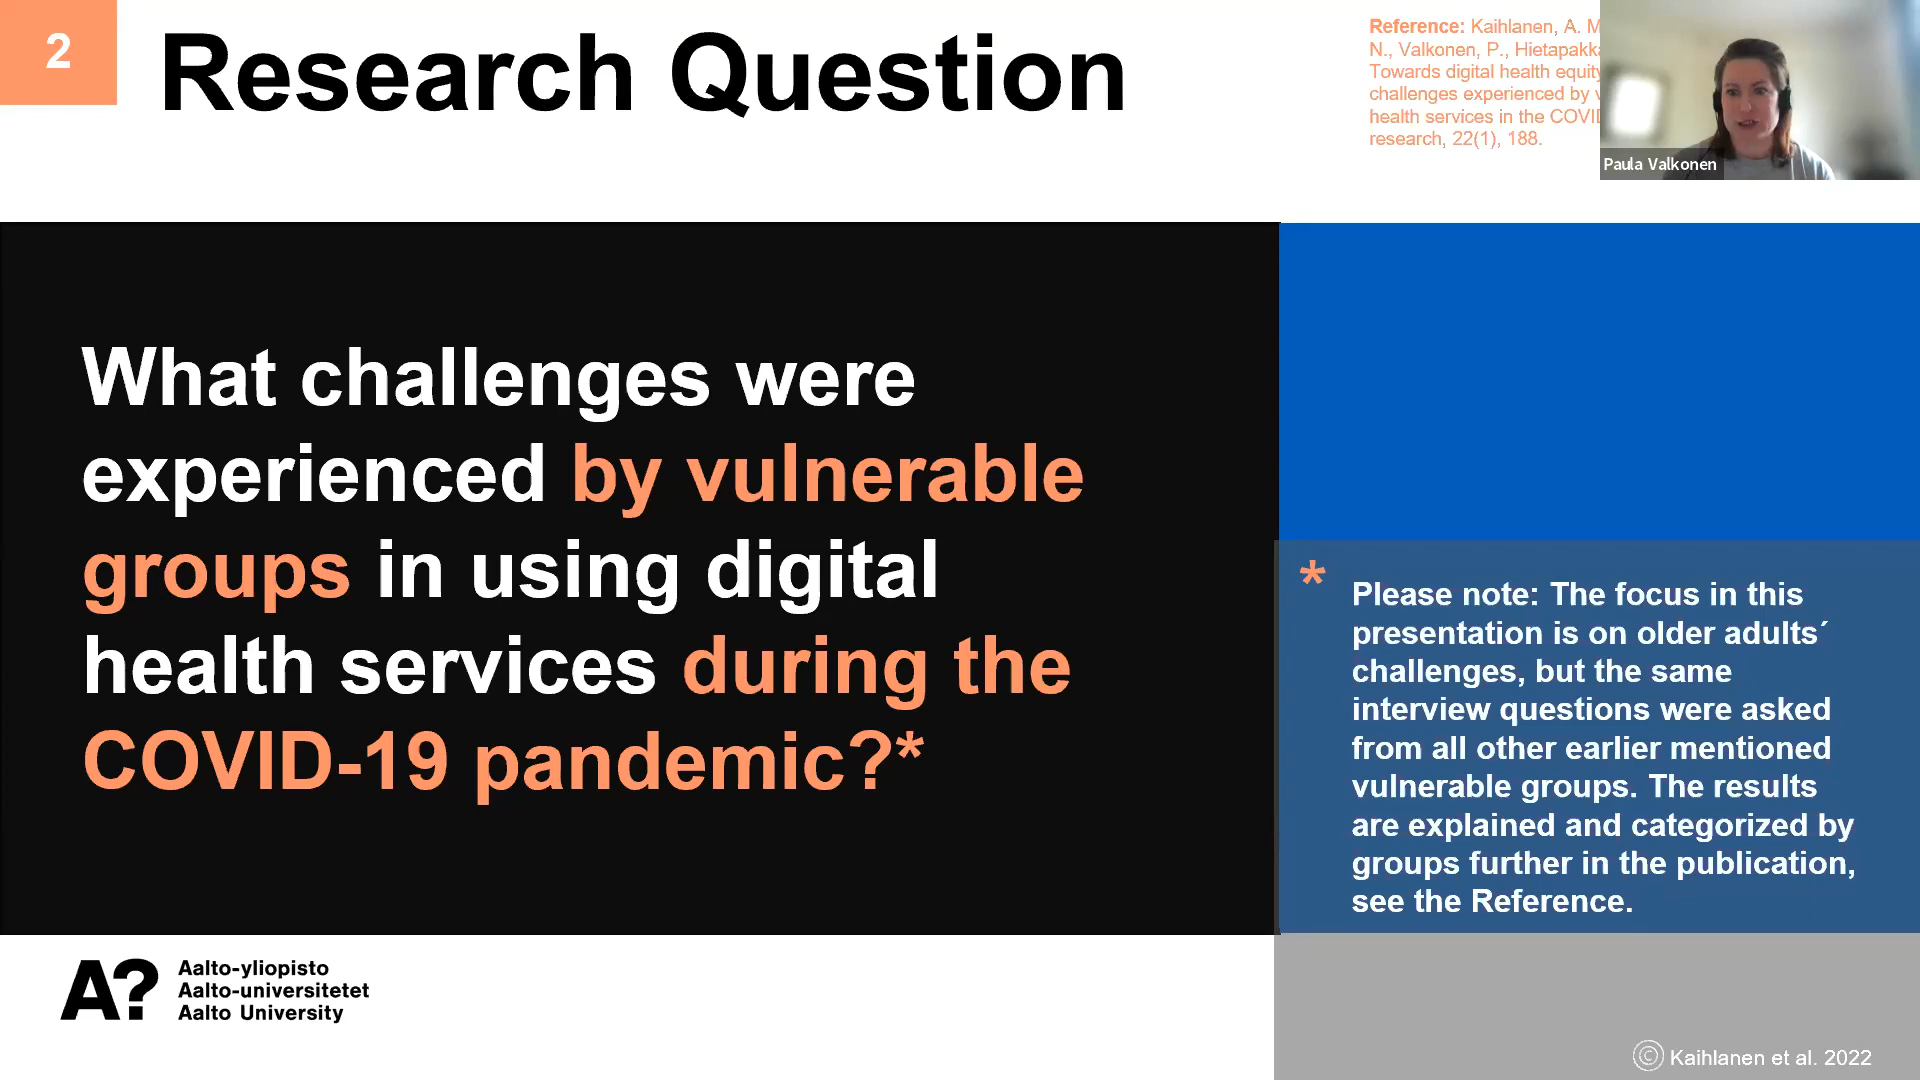 2
Research Question
Reference: Kaihlanen, A.
N., Valkonen, P.,
Towards digital health equity
challenges experienced by
health services in the
research, 22(1), 188.
Paula Valkonen
What challenges were
experienced by vulnerable
groups in using digital
health services during the
COVID-19 pandemic?*
*
Please note: The focus in this
presentation is on older adults´
challenges, but the same
interview questions were asked
from all other earlier mentioned
vulnerable groups. The results
are explained and categorized by
groups further in the publication,
see the Reference.
A?
Aalto-yliopisto
Aalto-universitetet
Aalto University
© Kaihlanen et al. 2022